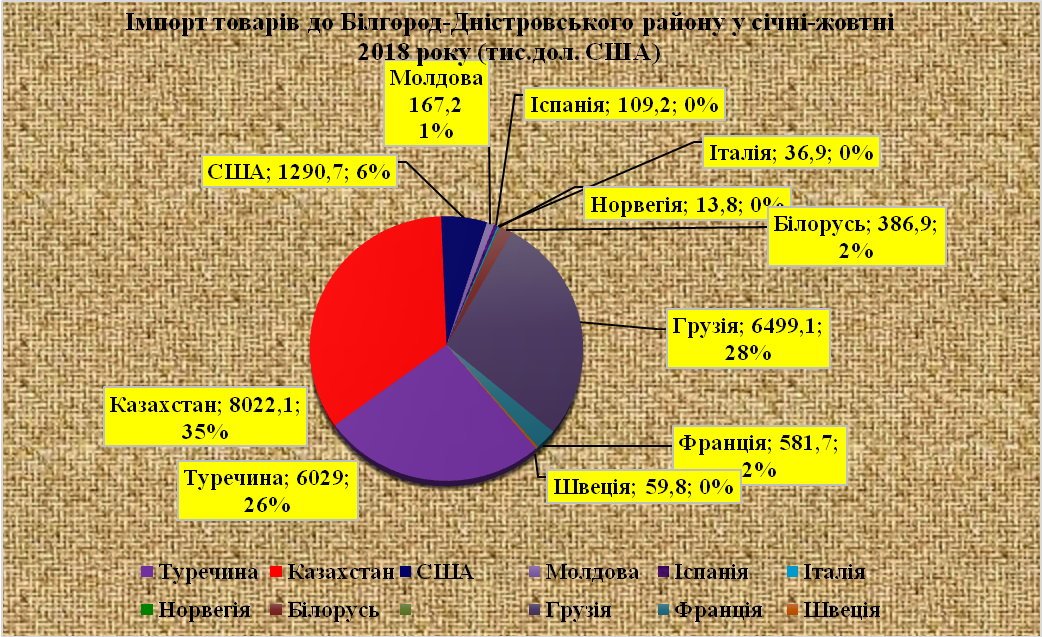 Імпорт товарів до Білгород-Дністровського району у січні-жовтні
2018 року (тис.дол. США)
Молдова
167,2
1%
Іспанія; 109,2; 0%
Італія; 36,9; 0%
США; 1290,7; 6%
Норвегія; 13,8; 0%
Білорусь; 386,9;
2%
Грузія; 6499,1;
28%
Казахстан; 8022,1;
35%
Франція; 581,7;
2%
Туречина; 6029;
26%
Швеція; 59,8; 0%
Туречина Казахстан США Молдова Іспанія Італія
Норвегія Білорусь Грузія Франція Швеція